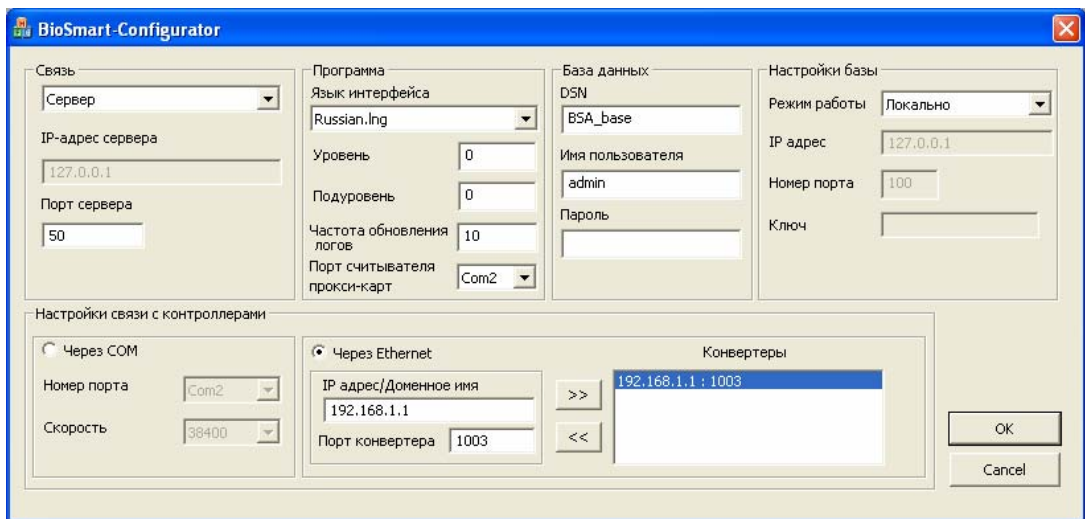 BioSmart-Configurator
Связь
Сервер
IP-адрес сервера
127.0.0.1
Порт сервера
50
Программа
Язык интерфейса
Russian.lng
Уровень
0
Подуровень
0
Частота обновления
логов
10
Порт считывателя
прокси-карт
Com2
База данных
DSN
BSA_base
Имя пользователя
admin
Пароль
Настройки базы
Режим работы
Локально
IP адрес
127.0.0.1
Номер порта
100
Ключ
Настройки связи с контроллерами
Через COM
Номер порта
Com2
Скорость
38400
Через Ethernet
IP адрес/Доменное имя
192.168.1.1
Порт конвертера
1003
>>
<<
Конвертеры
192.168.1.1 : 1003
OK
Cancel